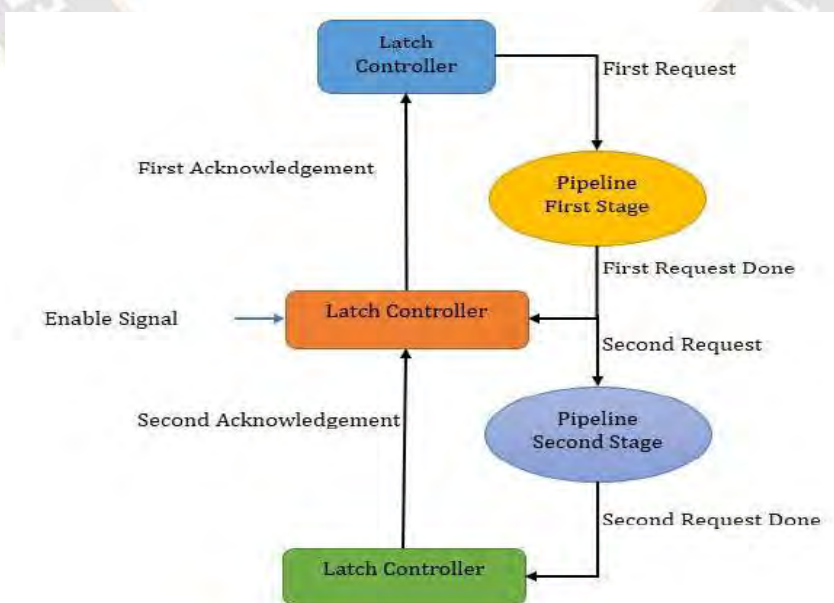 Latch
Controller
First Request
First Acknowledgement
Pipeline
First Stage
First Request Done
Enable Signal
Latch Controller
Second Request
Second Acknowledgement
Pipeline
Second Stage
Second Request Done
Latch Controller